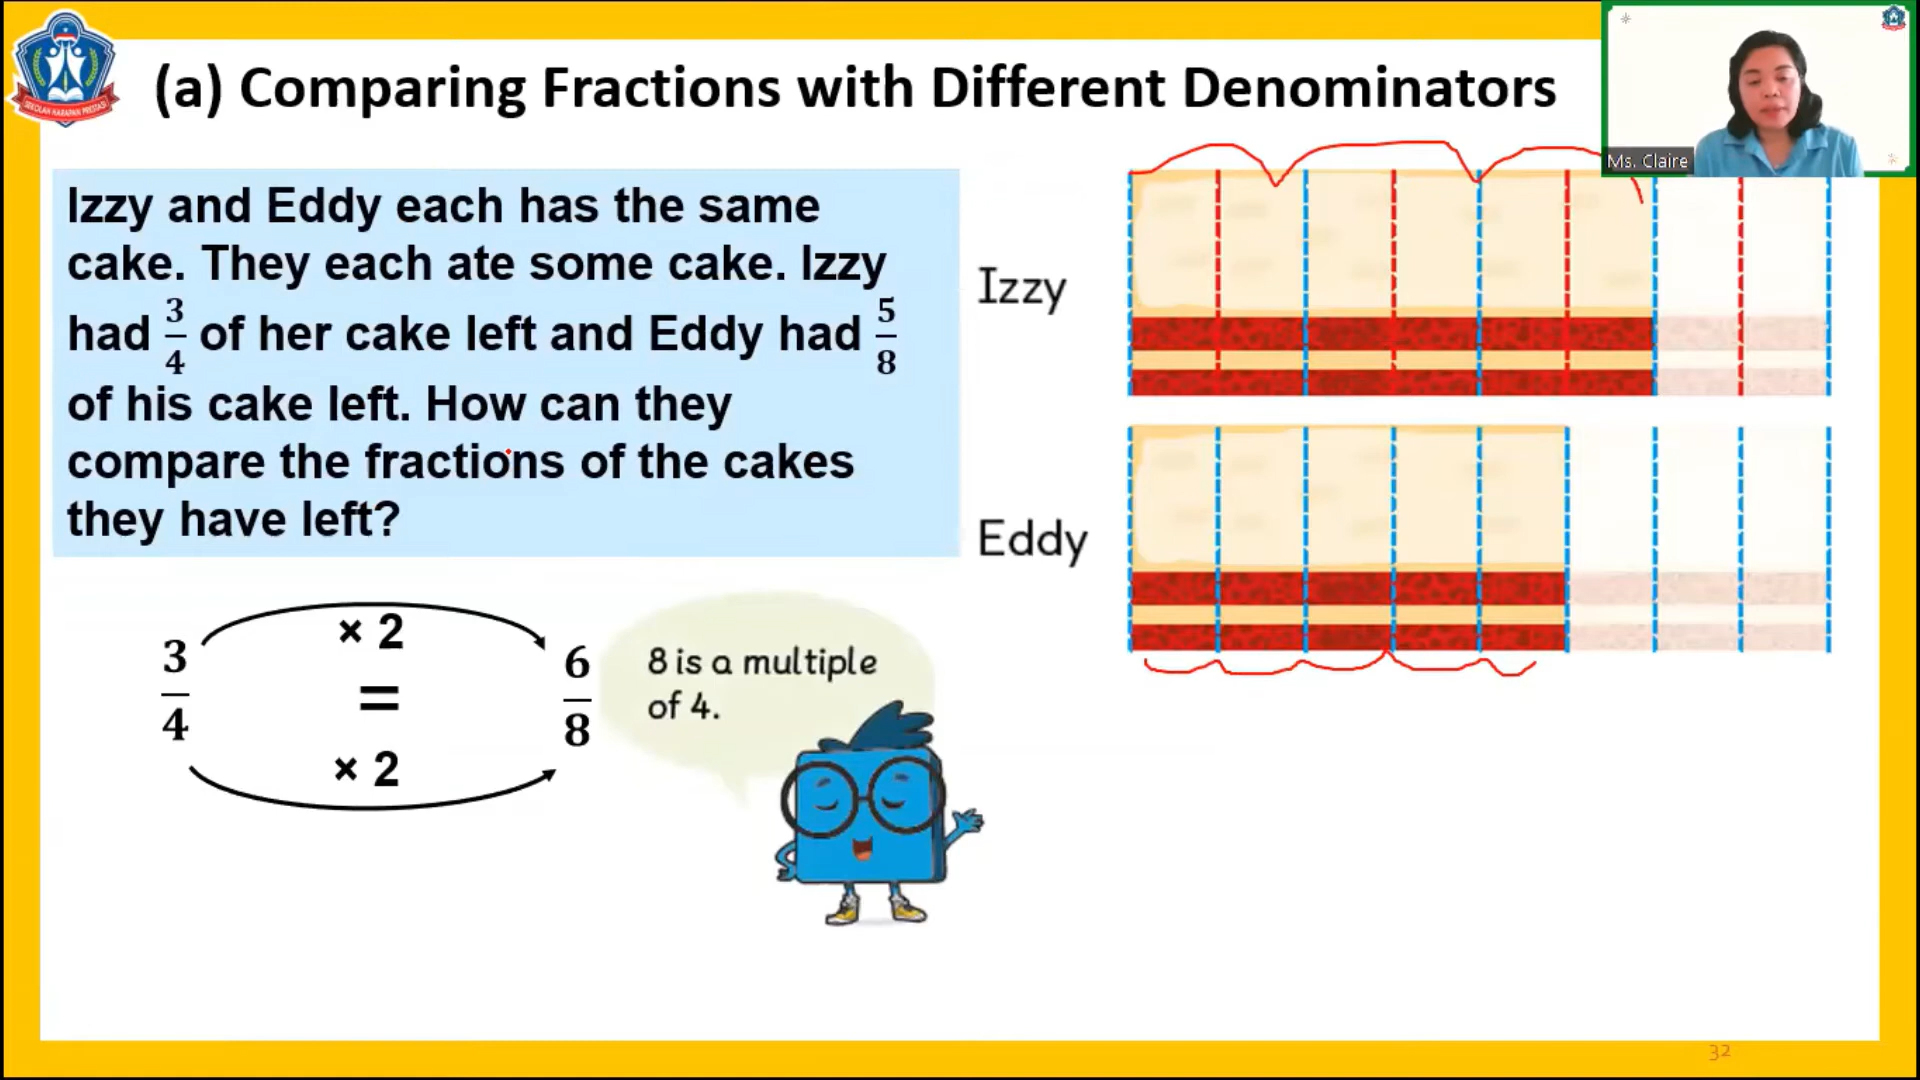 (a) Comparing Fractions with Different Denominators
Ms. Claire
Izzy and Eddy each has the same
cake. They each ate some cake. Izzy
had 3/4 of her cake left and Eddy had 5/8
of his cake left. How can they
compare the fractions of the cakes
they have left?
Izzy
Eddy
× 2
3/4 = 6/8
× 2
8 is a multiple
of 4.
SEKOLAH HARAPAN PRESTASI
32